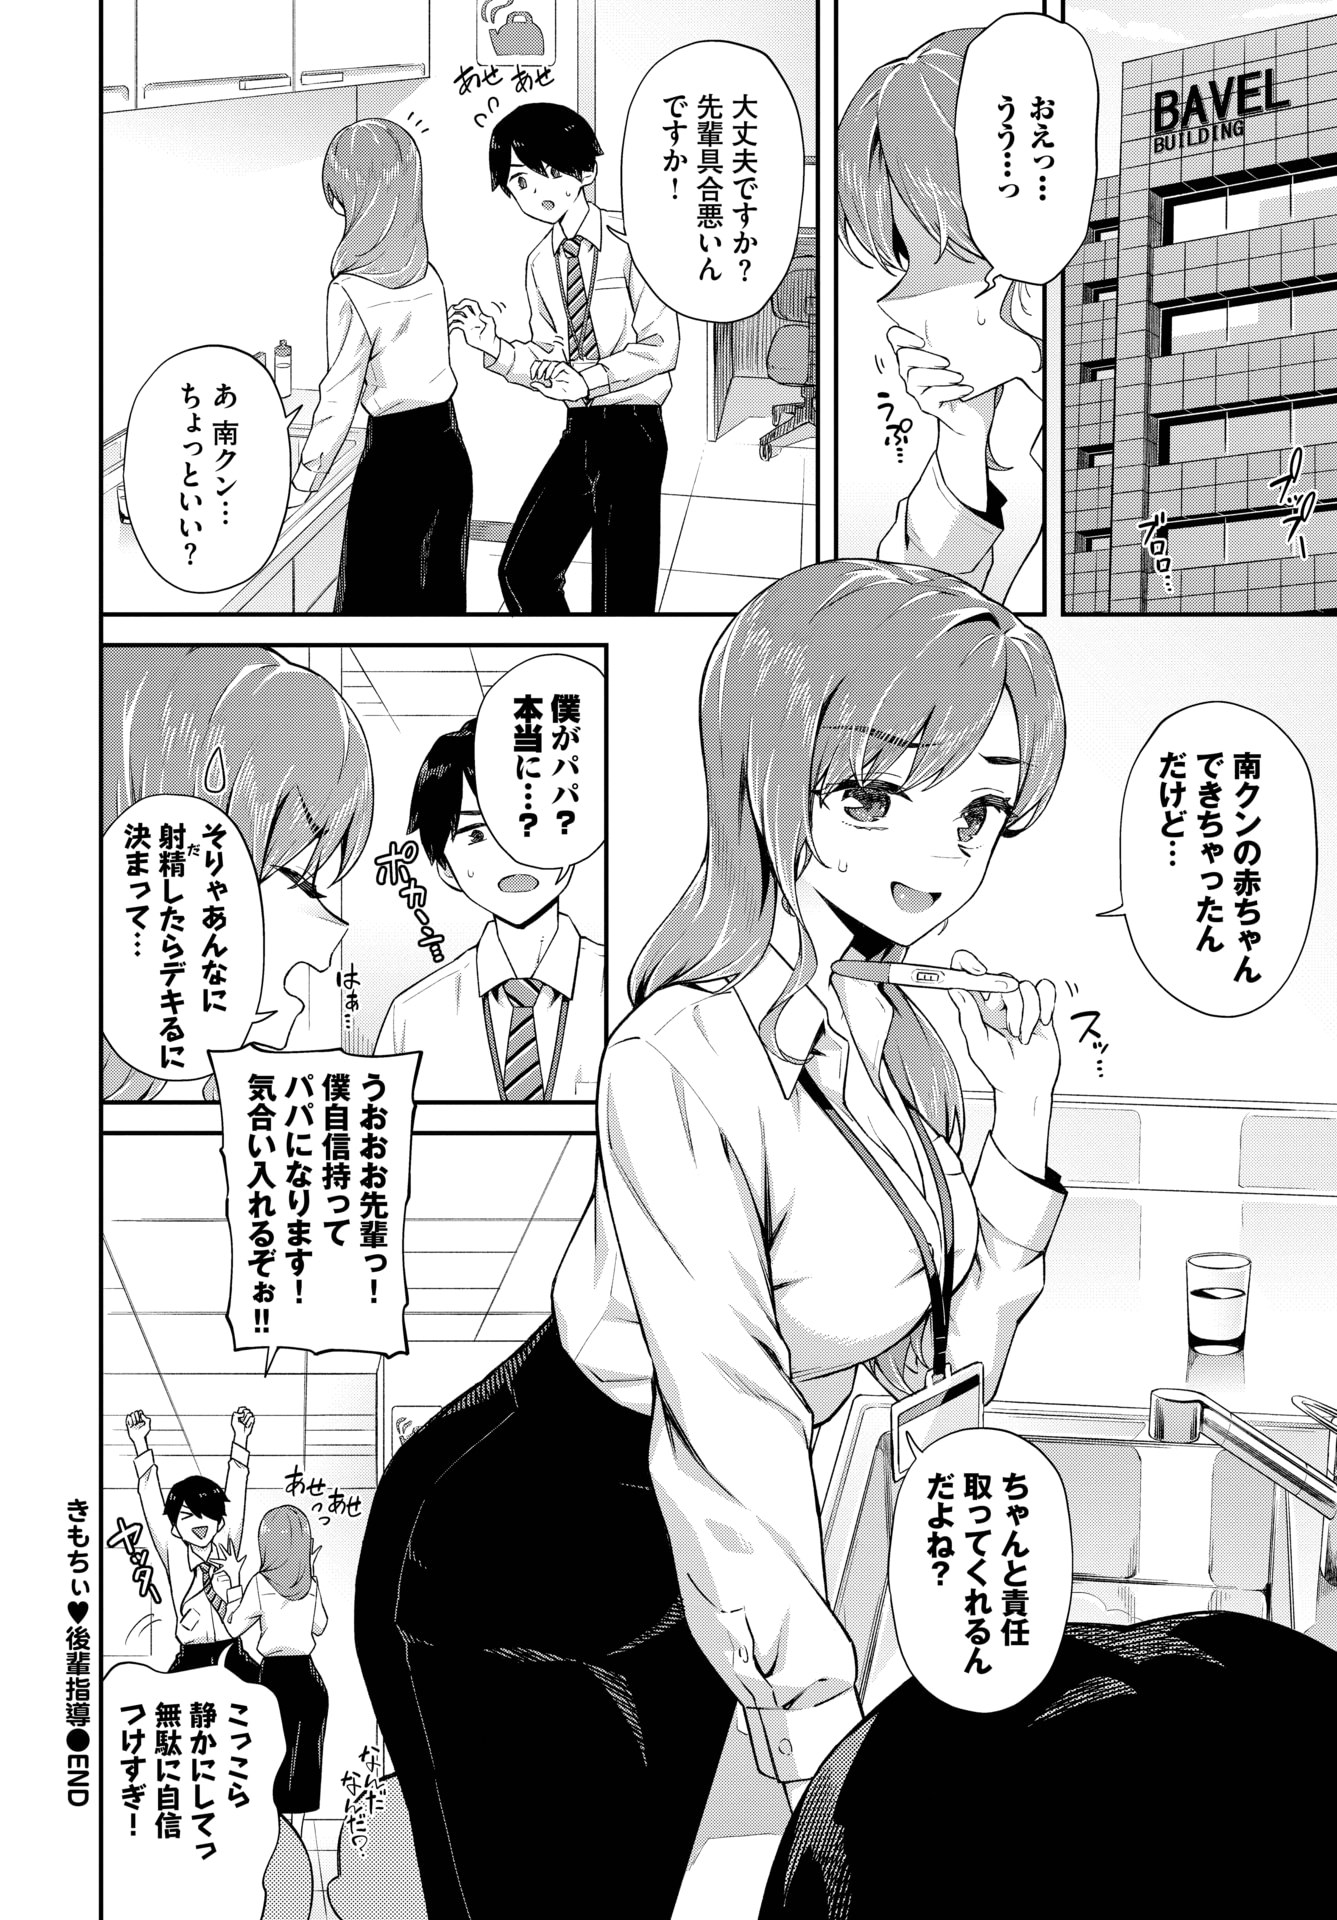 BAVEL
BUILDING
ブッブー
ブロロ…
おえっ…
うう…っ
うぷ…
大丈夫ですか？
先輩具合悪いん
ですか！
あせあせ
あ 南クン…
ちょっといい？
南クンの赤ちゃん
できちゃったん
だけど…
スッ…
ちゃんと責任
取ってくれるん
だよね？
僕がパパ？
本当に…？
ポカーン
はぁ…
そりゃあんなに
射精したらデキるに
だ
決まって…
うおお先輩っ！
僕自信持って
パパになります！
気合い入れるぞぉ!!
あせっあせ
ヤッター
こっこら
静かにしてっ
無駄に自信
つけすぎ！
なんだ
なんだ？
きもちぃ♥後輩指導●END